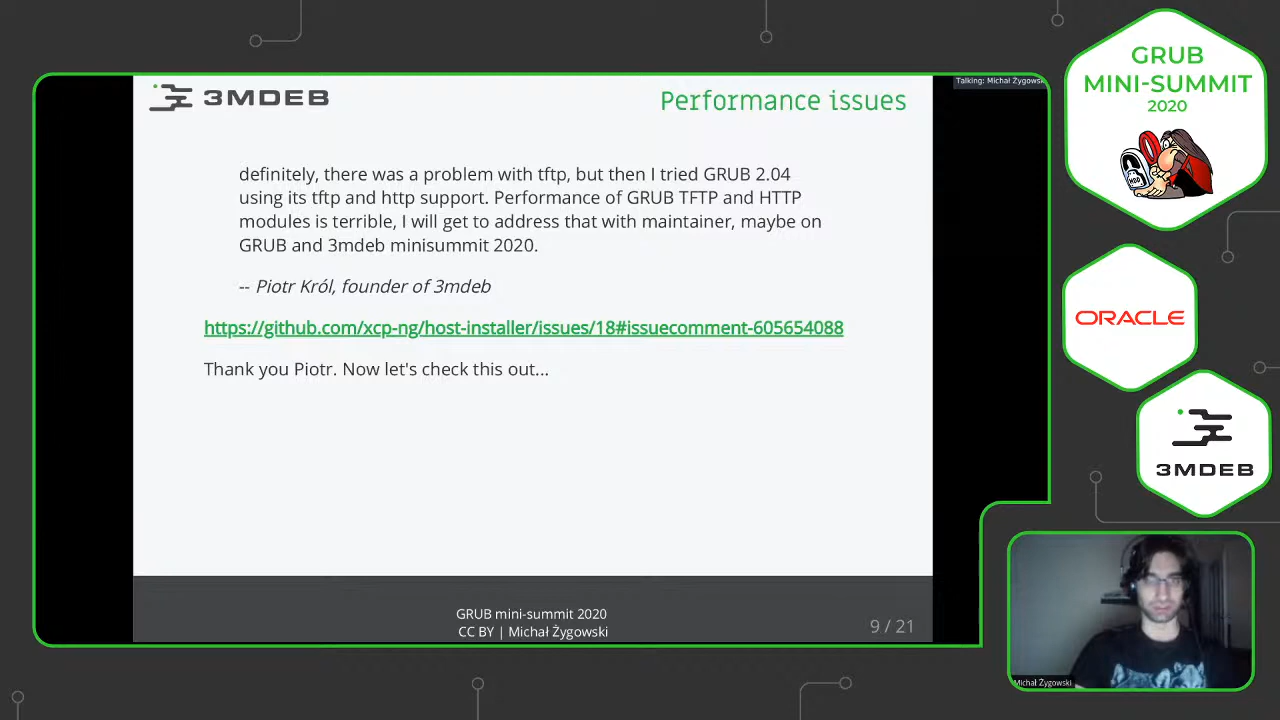 3MDEB
Performance issues
Talking: Michał Żygowsk
definitely, there was a problem with tftp, but then I tried GRUB 2.04
using its tftp and http support. Performance of GRUB TFTP and HTTP
modules is terrible, I will get to address that with maintainer, maybe on
GRUB and 3mdeb minisummit 2020.
-- Piotr Król, founder of 3mdeb
https://github.com/xcp-ng/host-installer/issues/18#issuecomment-605654088
Thank you Piotr. Now let's check this out...
GRUB mini-summit 2020
CC BY | Michał Żygowski
9 / 21
GRUB
MINI-SUMMIT
2020
ORACLE
3MDEB
Michał Żygowski